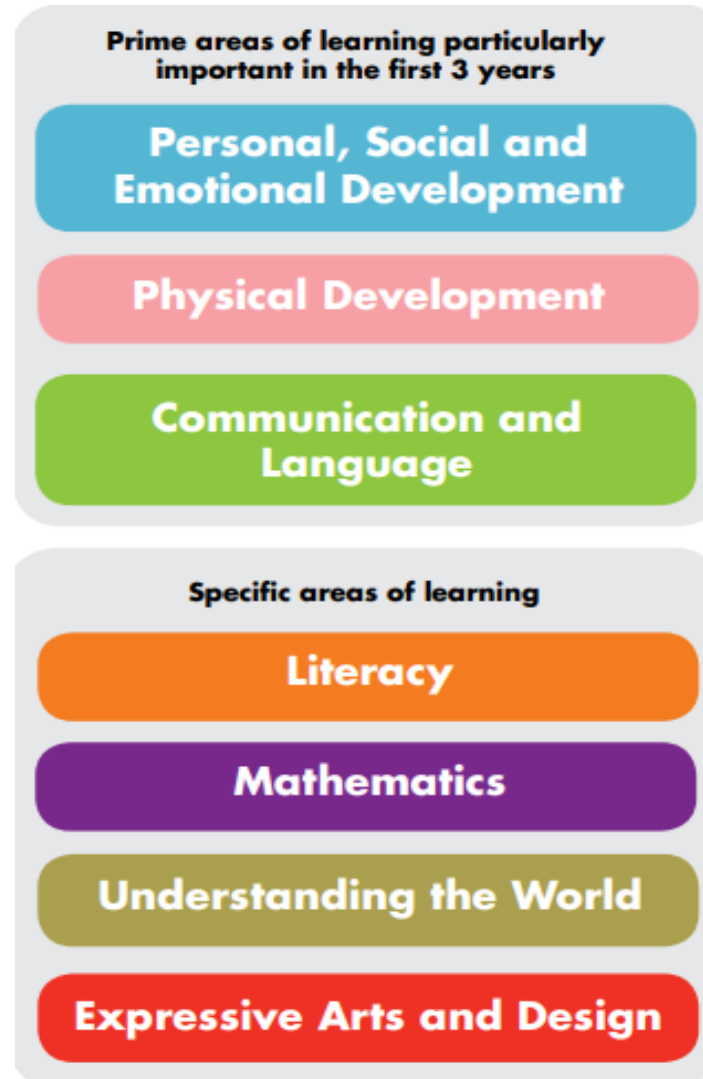 Prime areas of learning particularly
important in the first 3 years
Personal, Social and
Emotional Development
Physical Development
Communication and
Language
Specific areas of learning
Literacy
Mathematics
Understanding the World
Expressive Arts and Design